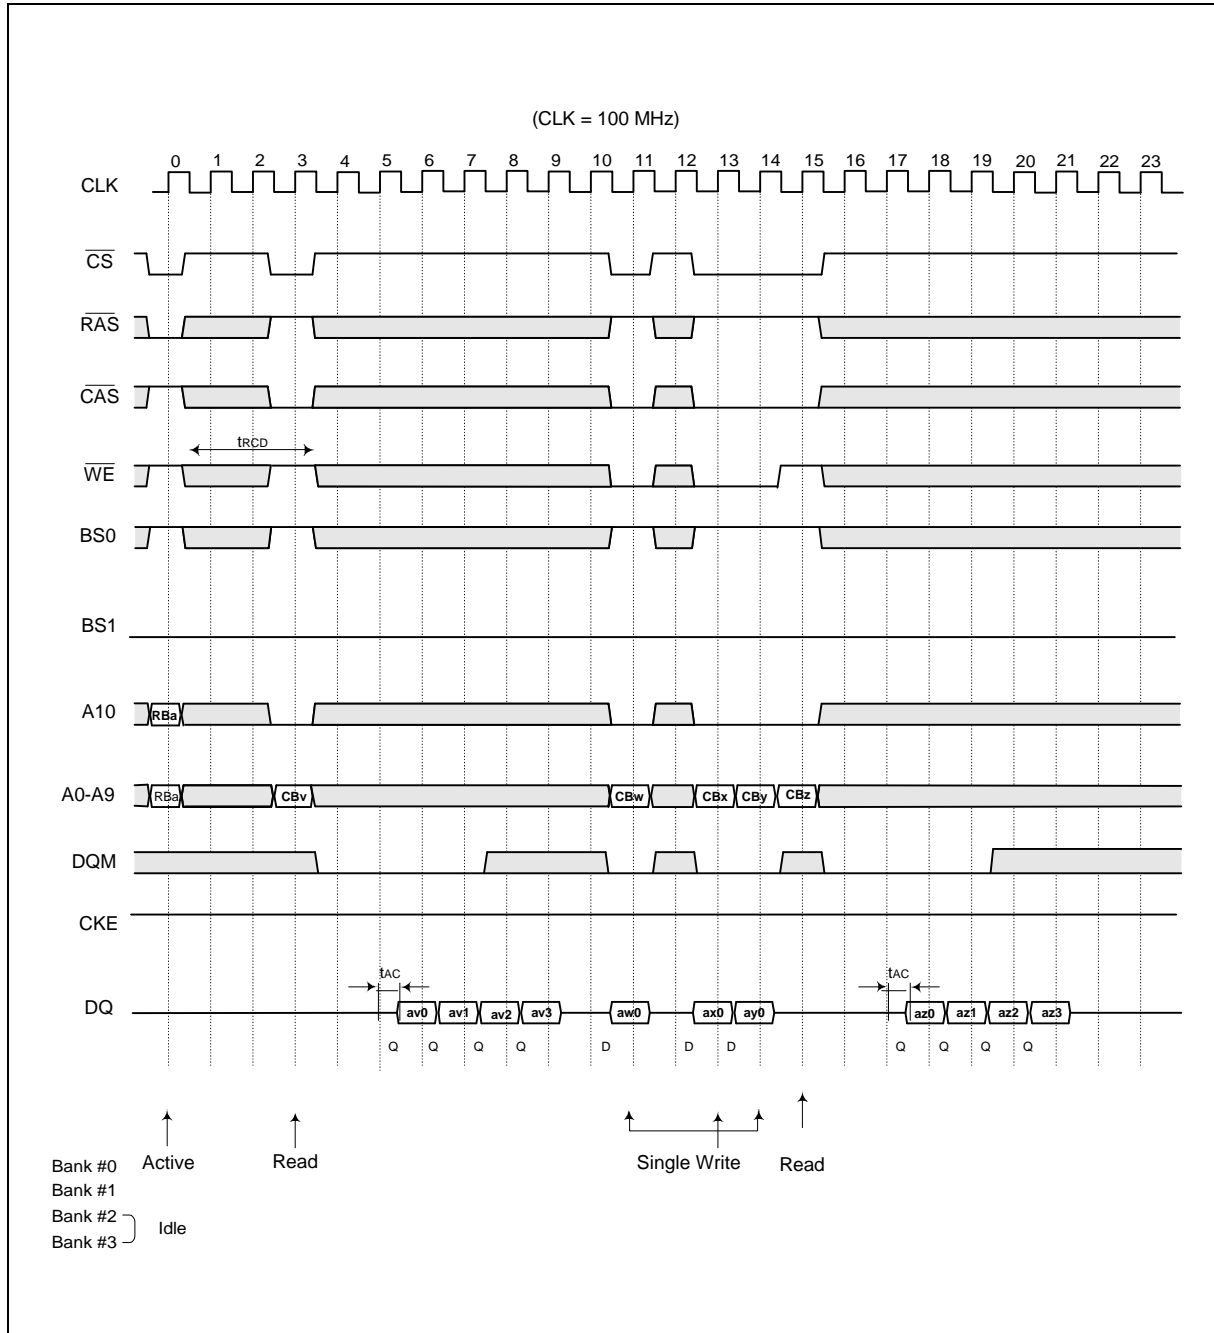 (CLK = 100 MHz)
0 1 2 3 4 5 6 7 8 9 10 11 12 13 14 15 16 17 18 19 20 21 22 23
CLK
CS
RAS
CAS
tRCD
WE
BS0
BS1
A10 RBa
A0-A9 RBa CBv CBw CBx CBy CBz
DQM
CKE
tAC tAC
DQ av0 av1 av2 av3 aw0 ax0 ay0 az0 az1 az2 az3
Q Q Q Q D D D Q Q Q Q
Active Read Single Write Read
Bank #0
Bank #1
Bank #2
Idle
Bank #3